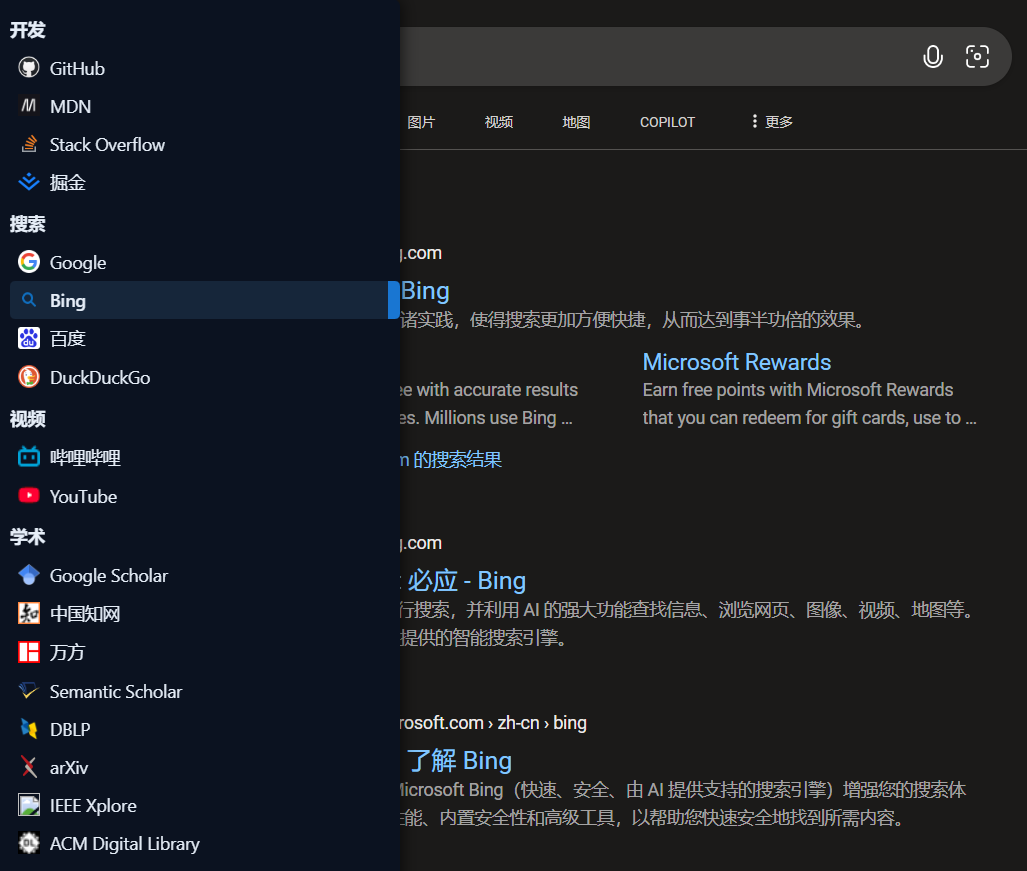 开发
GitHub
MDN
Stack Overflow
掘金
搜索
Google
Bing
百度
DuckDuckGo
视频
哔哩哔哩
YouTube
学术
Google Scholar
中国知网
万方
Semantic Scholar
DBLP
arXiv
IEEE Xplore
ACM Digital Library
图片 视频 地图 COPILOT 更多
.com
Bing
诸实践，使得搜索更加方便快捷，从而达到事半功倍的效果。
with accurate results
Millions use Bing ...
Microsoft Rewards
Earn free points with Microsoft Rewards
that you can redeem for gift cards, use to ...
的搜索结果
.com
必应 - Bing
行搜索，并利用 AI 的强大功能查找信息、浏览网页、图像、视频、地图等。
提供的智能搜索引擎。
rosoft.com › zh-cn › bing
了解 Bing
Microsoft Bing（快速、安全、由 AI 提供支持的搜索引擎）增强您的搜索体
能、内置安全性和高级工具，以帮助您快速安全地找到所需内容。